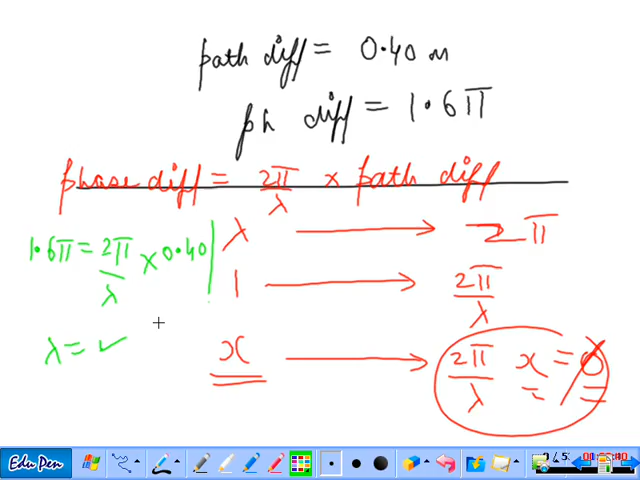 path diff = 0.40 m
ph diff = 1.6π
phase diff = 2π/λ × path diff
1.6π = 2π/λ × 0.40
λ → 2π
1 → 2π/λ
λ = ✓
x → 2π/λ x = ϕ
Edu Pen